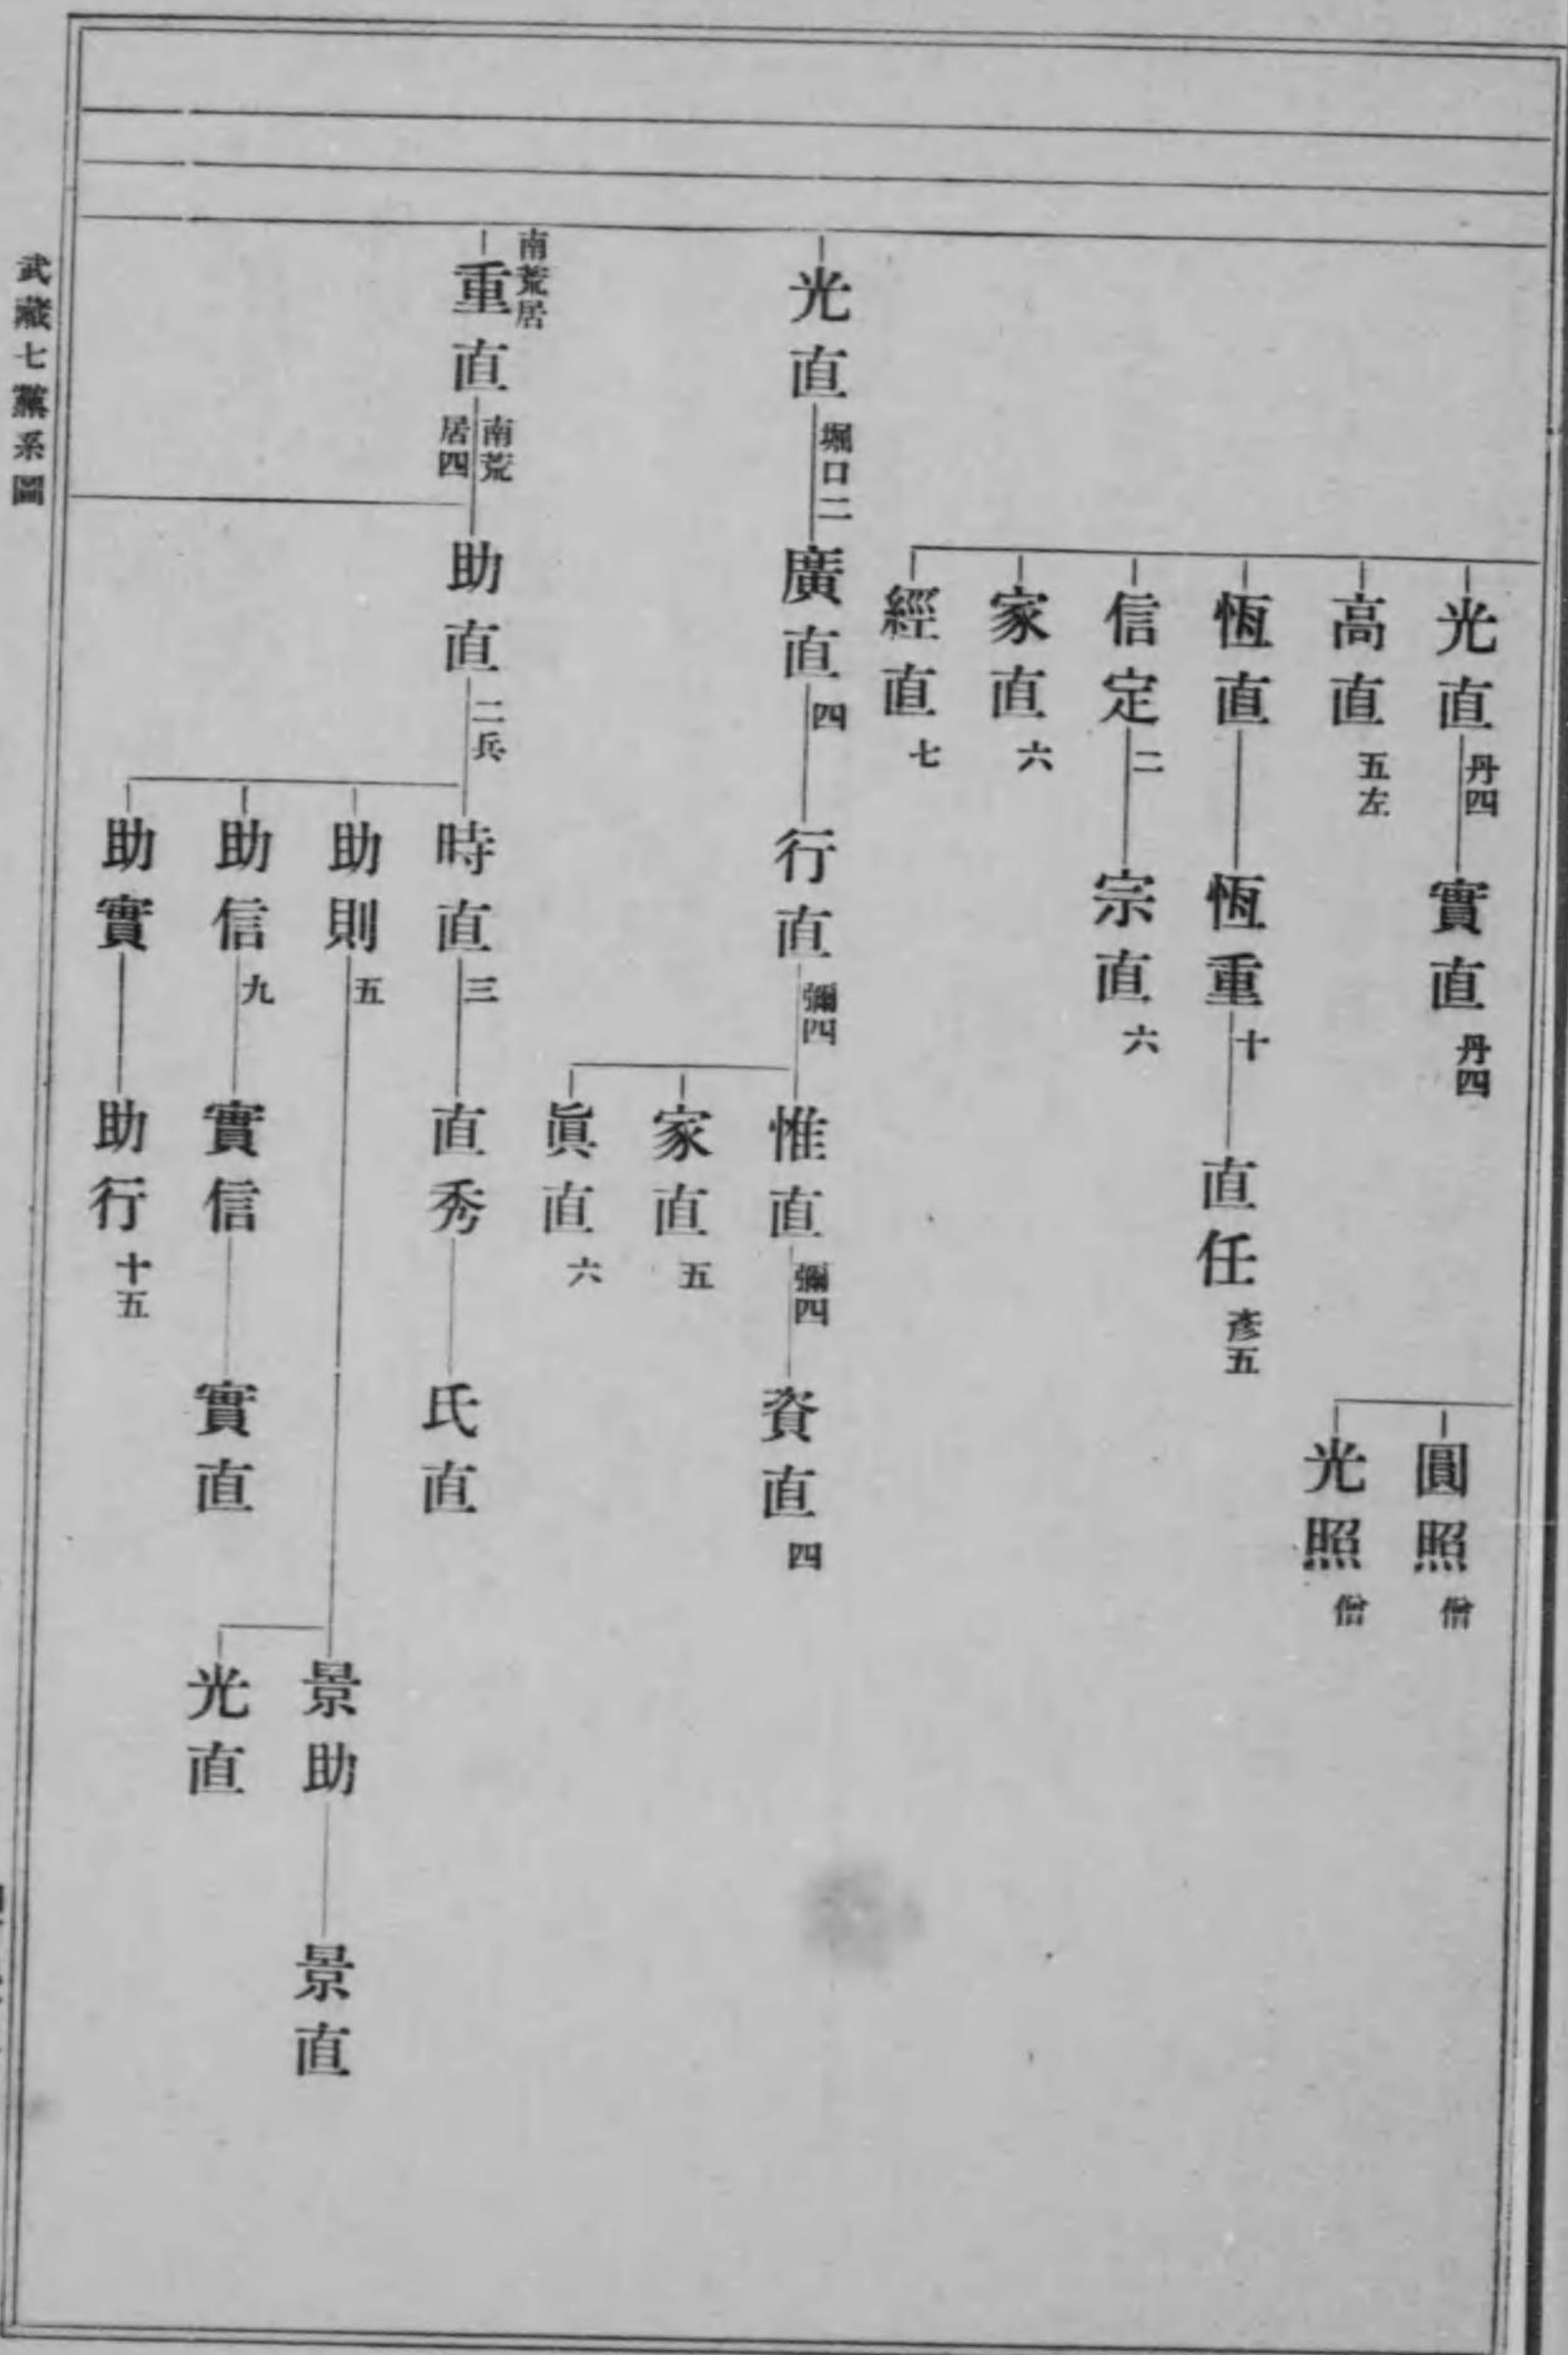 圓照 僧
光照 僧
光直 丹四
實直 丹四
高直 五左
恆直
恆重 十
直任 彥五
信定 二
宗直 六
家直 六
經直 七
光直 堀口二
廣直 四
行直 彌四
惟直 彌四
資直 四
家直 五
眞直 六
南荒居
重直 南荒居四
助直 二兵
時直 三
直秀
氏直
助則 五
景助
景直
光直
助信 九
實信
實直
助實
助行 十五
武藏七黨系圖